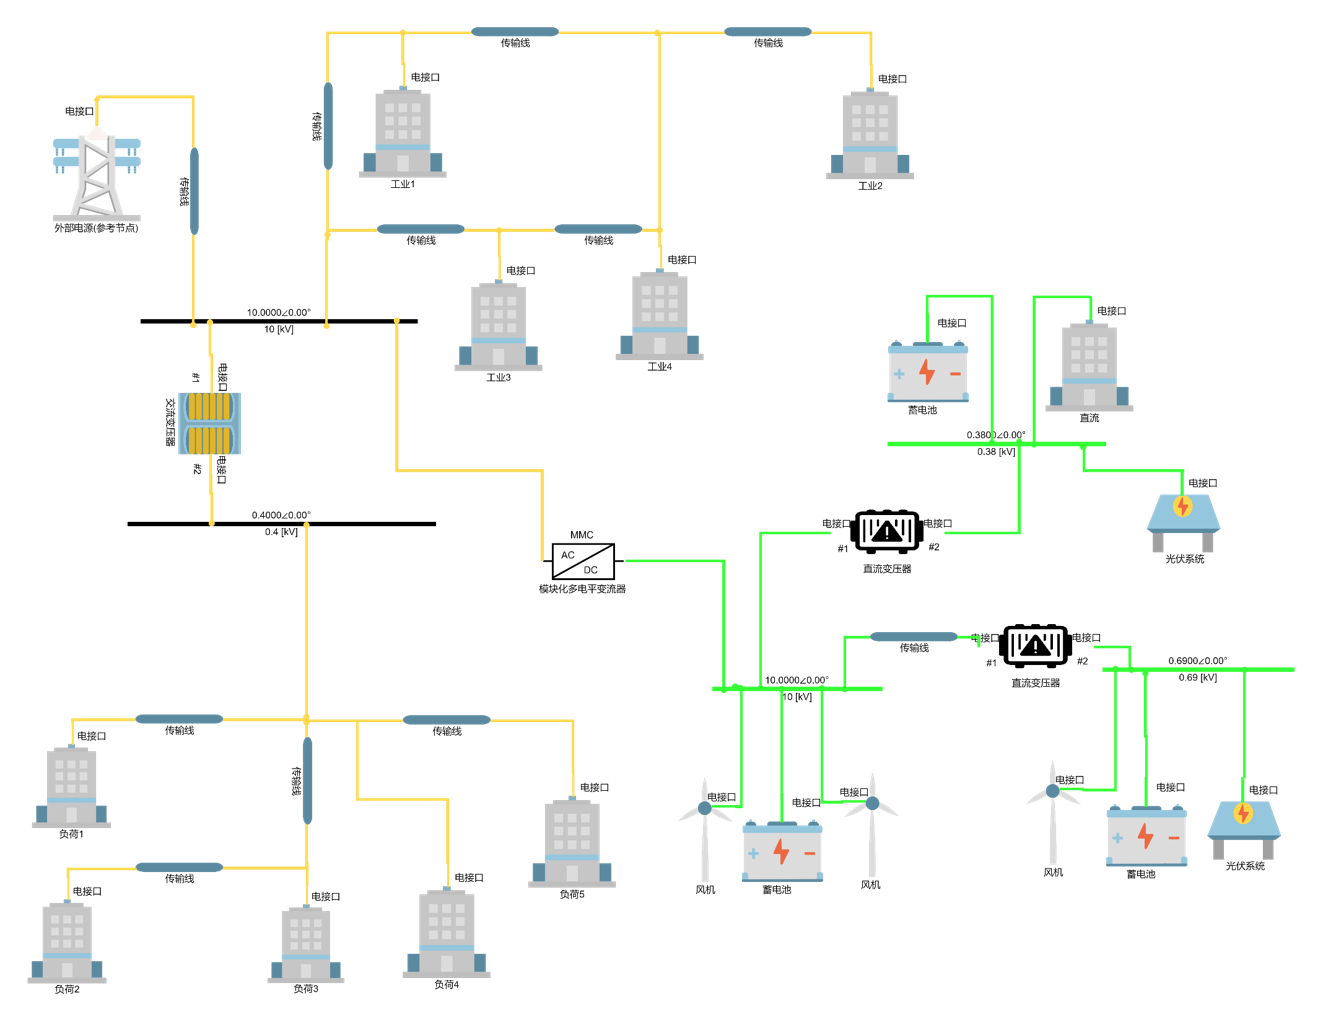 传输线
传输线
电接口
电接口
电接口
传输线
传输线
工业1
工业2
外部电源(参考节点)
传输线
传输线
电接口
电接口
10.0000∠0.00°
10 [kV]
电接口
#1
工业3
工业4
交流变压器
#2
电接口
电接口
电接口
蓄电池
直流
0.3800∠0.00°
0.38 [kV]
电接口
0.4000∠0.00°
0.4 [kV]
MMC
AC
DC
模块化多电平变流器
电接口
#1
电接口
#2
直流变压器
光伏系统
传输线
电接口
#1
电接口
#2
直流变压器
0.6900∠0.00°
0.69 [kV]
10.0000∠0.00°
10 [kV]
传输线
传输线
电接口
负荷1
传输线
电接口
负荷5
电接口
电接口
电接口
电接口
电接口
电接口
传输线
电接口
负荷2
电接口
负荷3
电接口
负荷4
风机
蓄电池
风机
风机
蓄电池
光伏系统